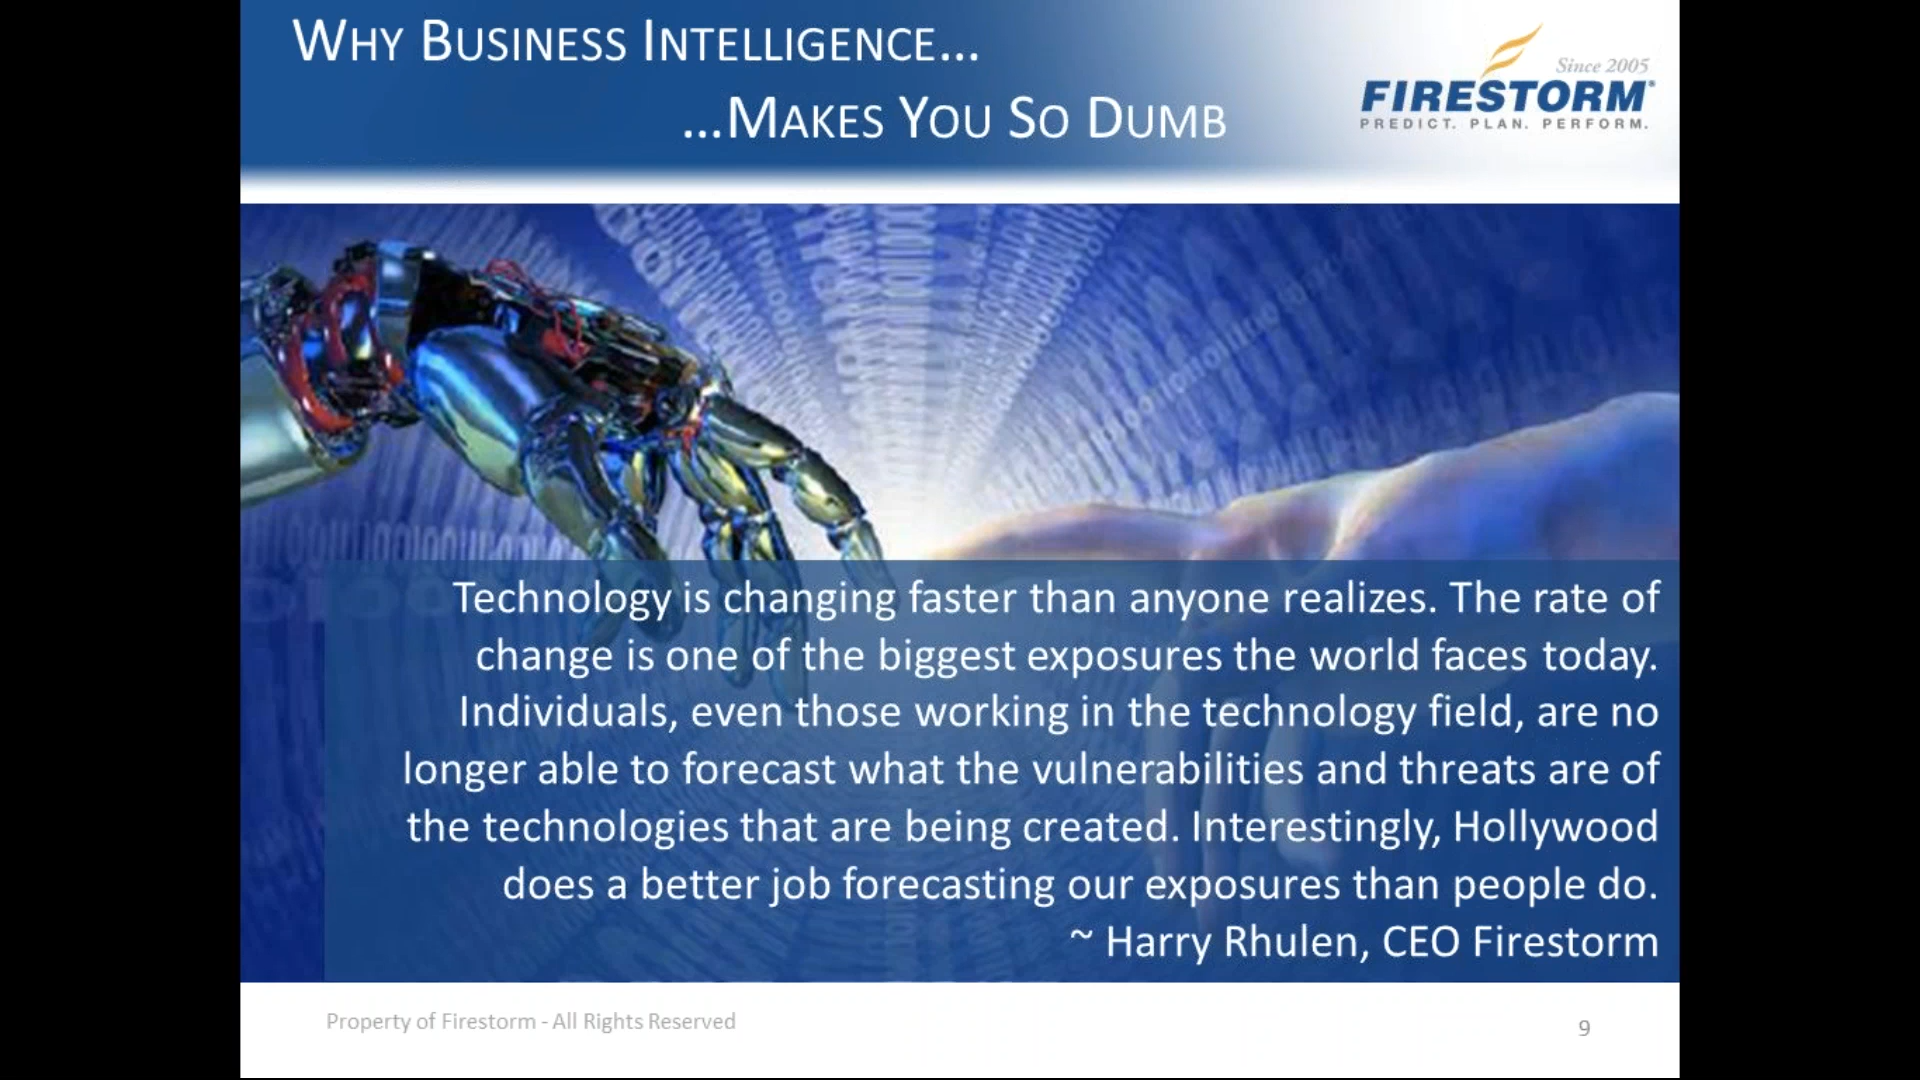 WHY BUSINESS INTELLIGENCE...
...MAKES YOU SO DUMB
Since 2005
FIRESTORM®
PREDICT. PLAN. PERFORM.
Technology is changing faster than anyone realizes. The rate of
change is one of the biggest exposures the world faces today.
Individuals, even those working in the technology field, are no
longer able to forecast what the vulnerabilities and threats are of
the technologies that are being created. Interestingly, Hollywood
does a better job forecasting our exposures than people do.
~ Harry Rhulen, CEO Firestorm
Property of Firestorm - All Rights Reserved
9